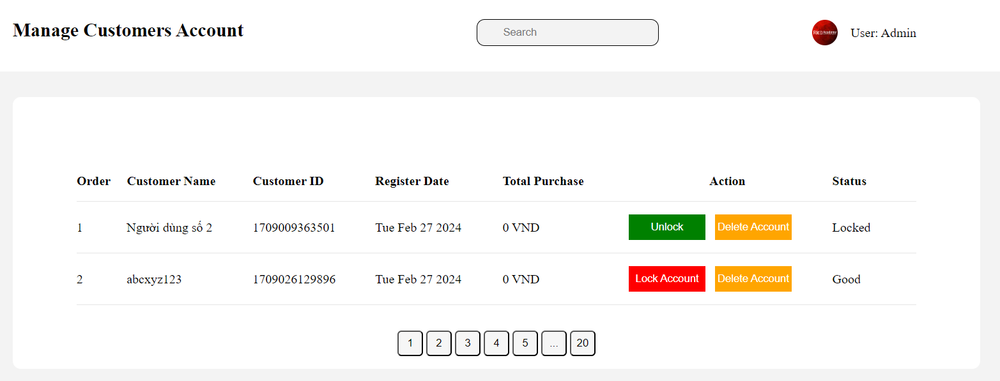 Manage Customers Account
Search
User: Admin
Order Customer Name Customer ID Register Date Total Purchase Action Status
1 Người dùng số 2 1709009363501 Tue Feb 27 2024 0 VND Unlock Delete Account Locked
2 abcxyz123 1709026129896 Tue Feb 27 2024 0 VND Lock Account Delete Account Good
1 2 3 4 5 ... 20